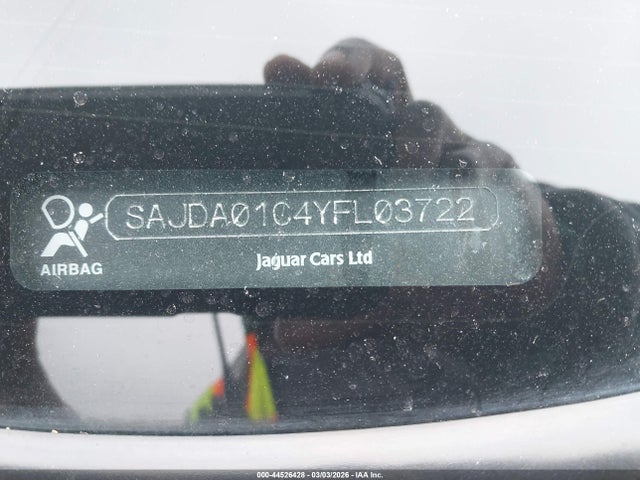 SAJDA01C4YFL03722
AIRBAG
Jaguar Cars Ltd
000-44526428 - 03/03/2026 - IAA Inc.